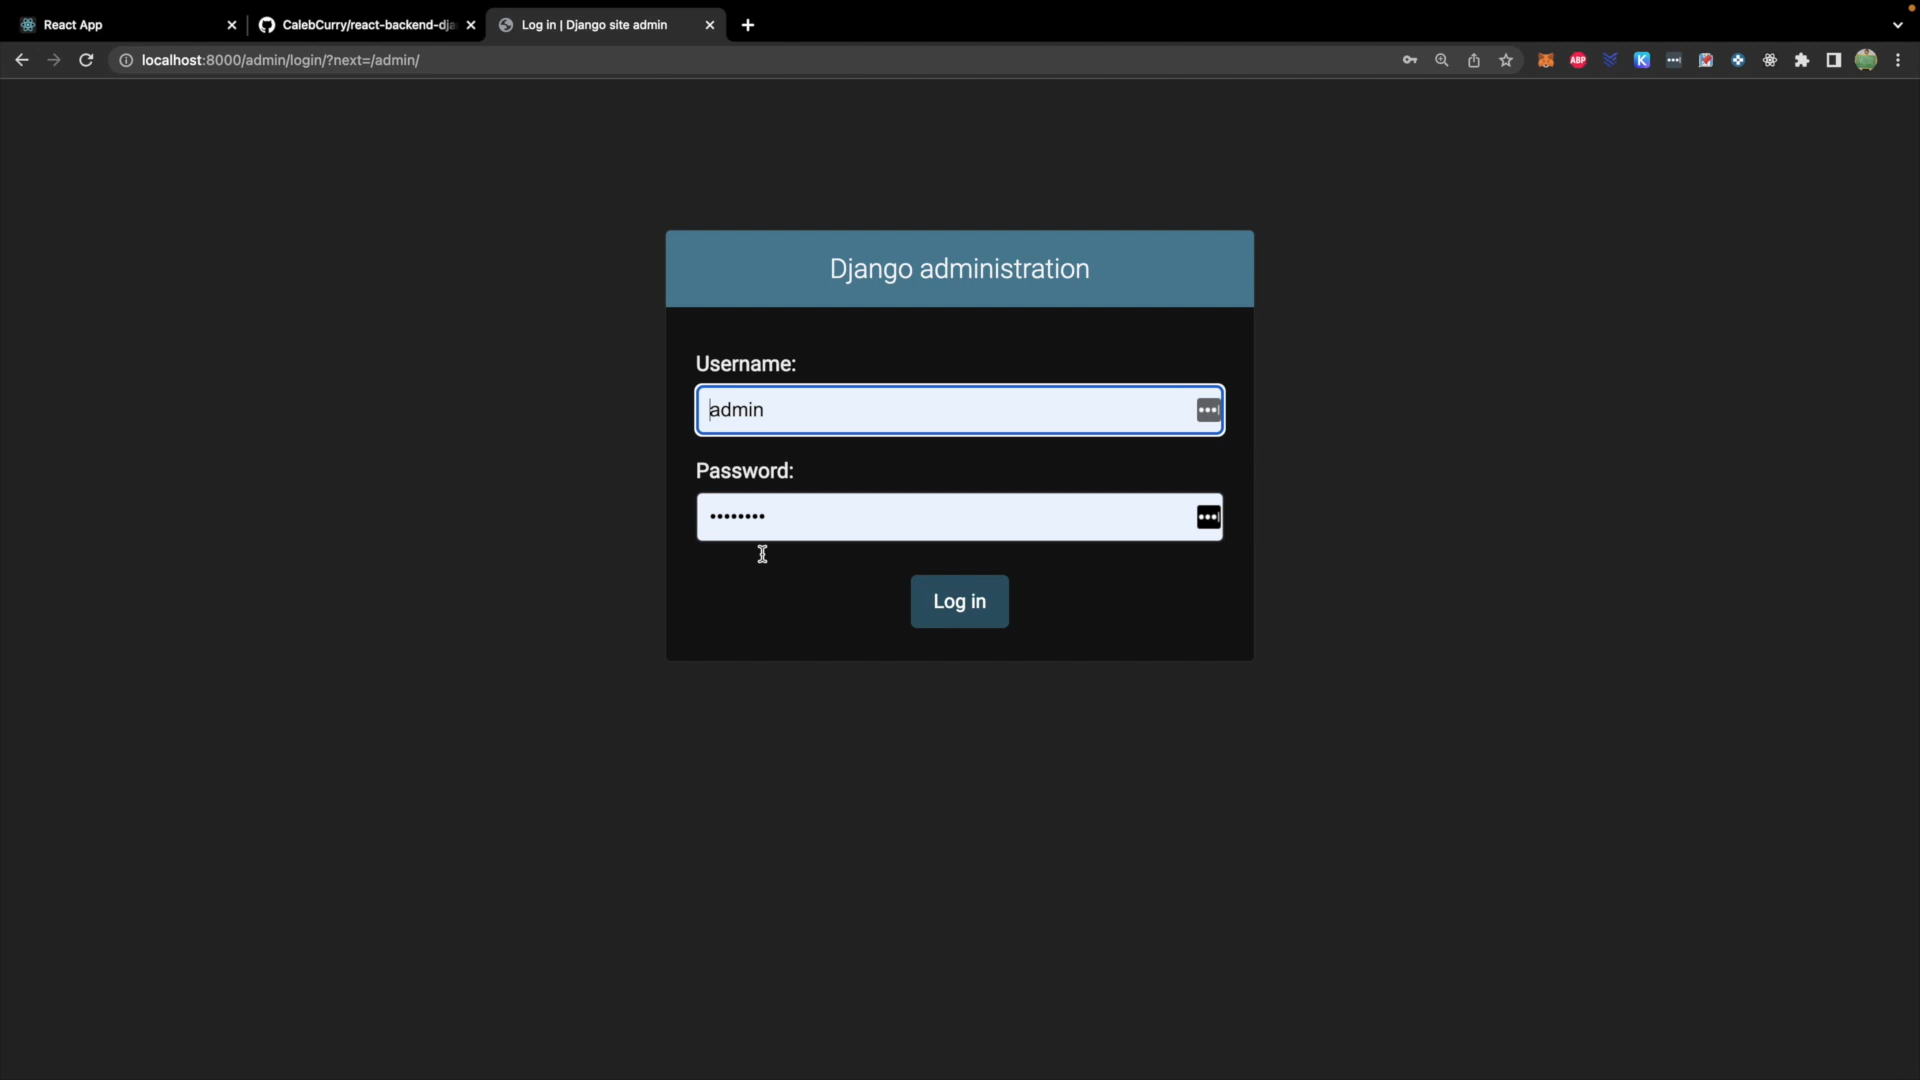 React App
CalebCurry/react-backend-dja
Log in | Django site admin
localhost:8000/admin/login/?next=/admin/
ABP
K
Django administration
Username:
admin
Password:
••••••••
Log in